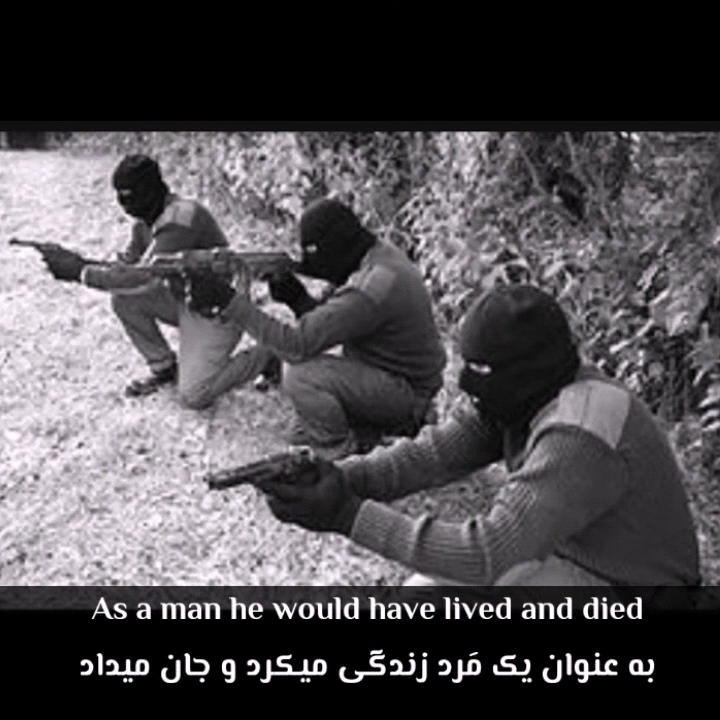 As a man he would have lived and died
به عنوان یک مَرد زندگی میکرد و جان میداد